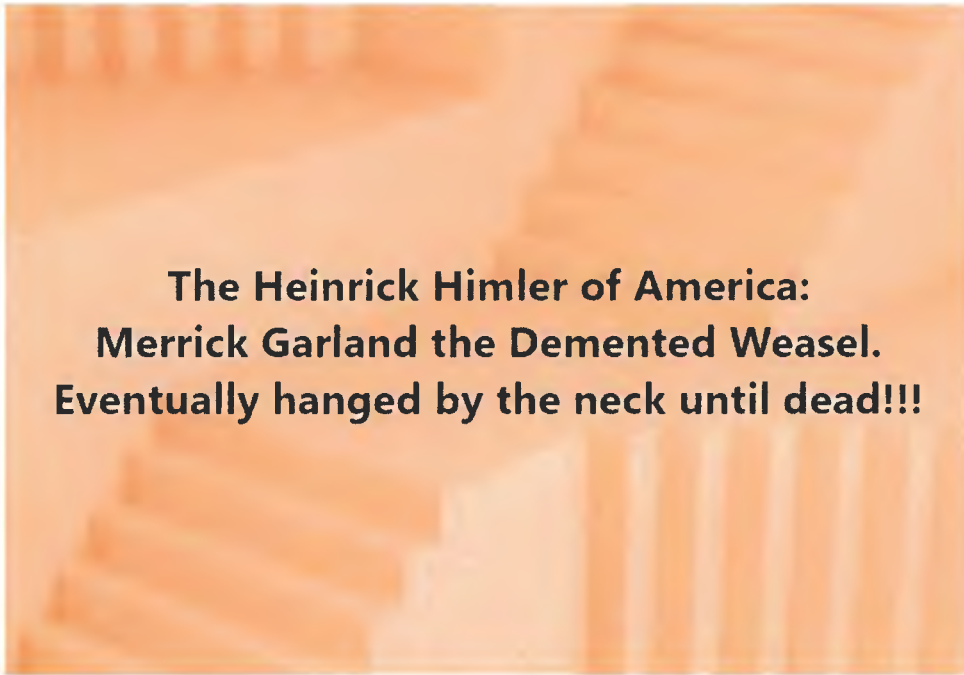 The Heinrick Himler of America:
Merrick Garland the Demented Weasel.
Eventually hanged by the neck until dead!!!